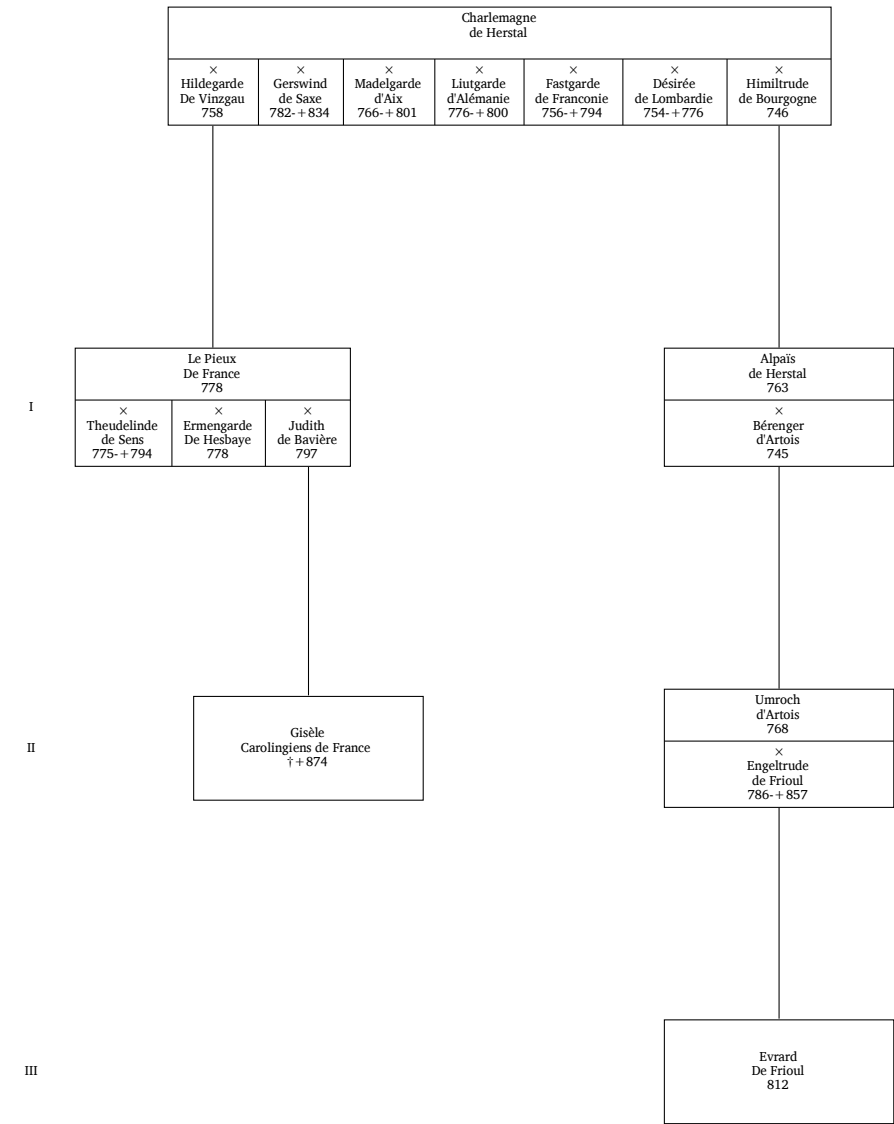 Charlemagne
de Herstal
×
Hildegarde
De Vinzgau
758
×
Gerswind
de Saxe
782-+834
×
Madelgarde
d'Aix
766-+801
×
Liutgarde
d'Alémanie
776-+800
×
Fastgarde
de Franconie
756-+794
×
Désirée
de Lombardie
754-+776
×
Himiltrude
de Bourgogne
746
I
Le Pieux
De France
778
×
Theudelinde
de Sens
775-+794
×
Ermengarde
De Hesbaye
778
×
Judith
de Bavière
797
Alpaïs
de Herstal
763
×
Bérenger
d'Artois
745
II
Gisèle
Carolingiens de France
†+874
Umroch
d'Artois
768
×
Engeltrude
de Frioul
786-+857
III
Evrard
De Frioul
812